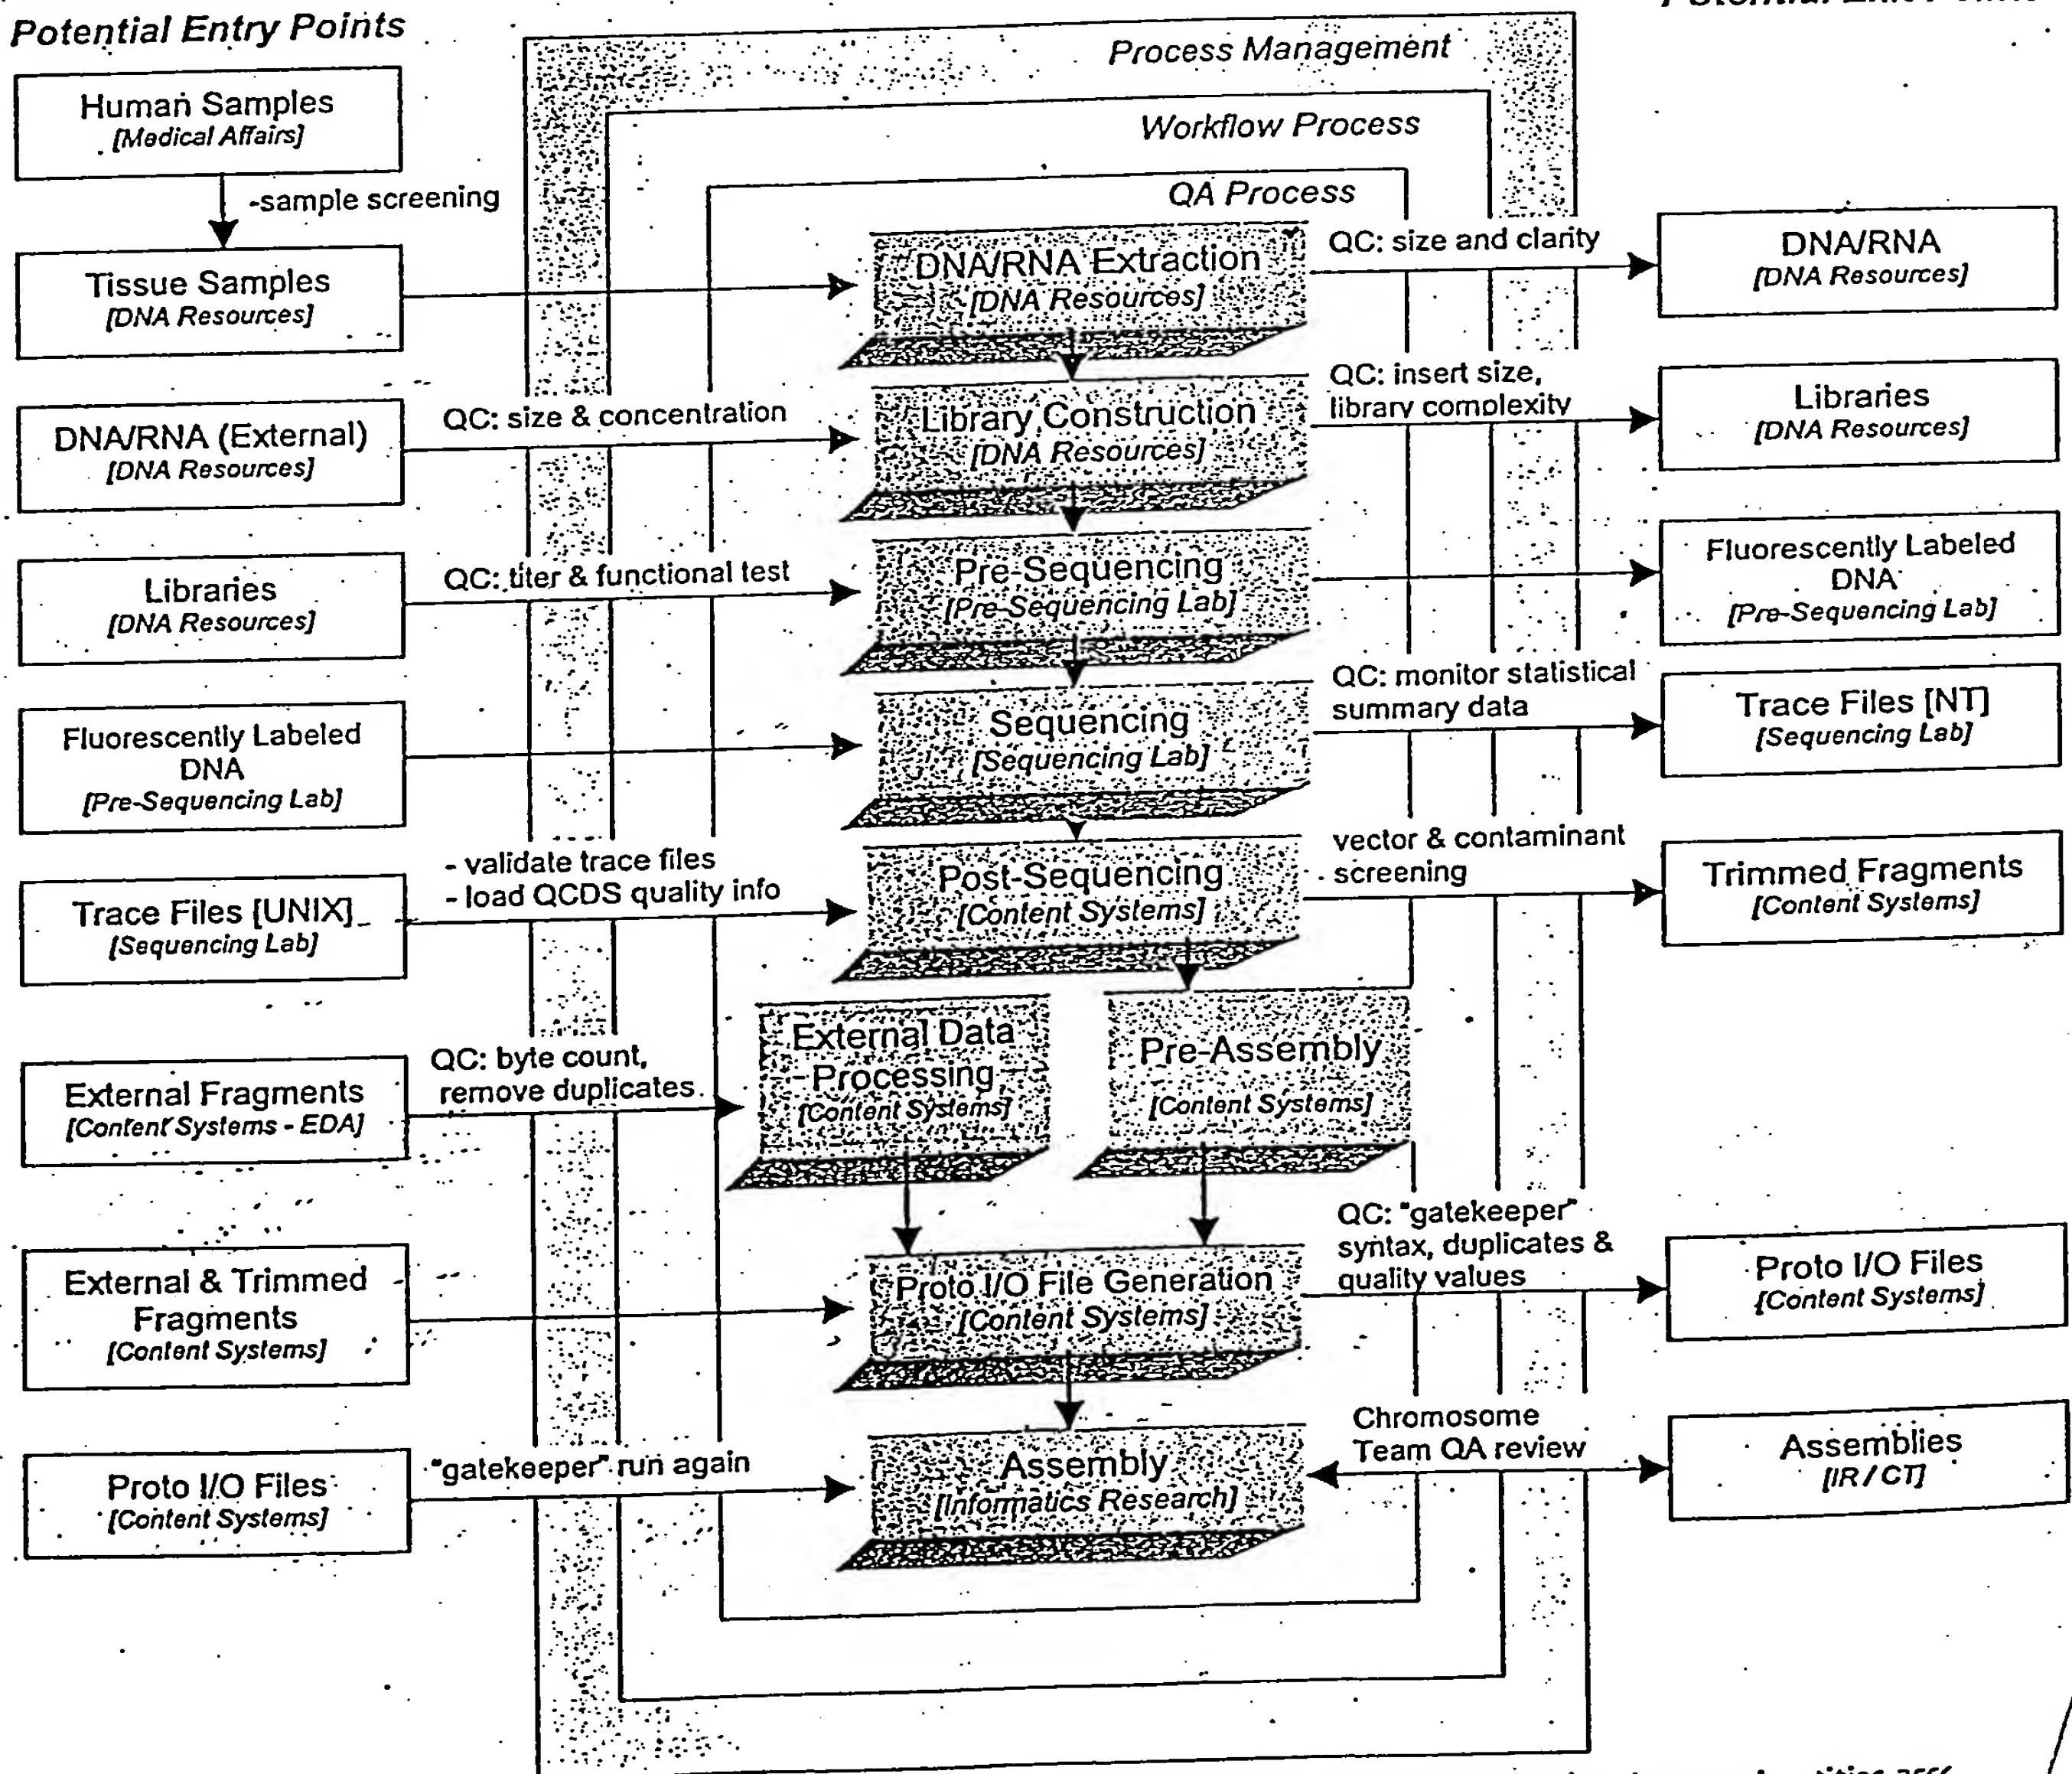 Potential Entry Points
Process Management
Workflow Process
QA Process
Human Samples
[Medical Affairs]
-sample screening
Tissue Samples
[DNA Resources]
DNA/RNA Extraction
[DNA Resources]
QC: size and clarity
DNA/RNA
[DNA Resources]
DNA/RNA (External)
[DNA Resources]
QC: size & concentration
Library Construction
[DNA Resources]
QC: insert size,
library complexity
Libraries
[DNA Resources]
Libraries
[DNA Resources]
QC: titer & functional test
Pre-Sequencing
[Pre-Sequencing Lab]
Fluorescently Labeled
DNA
[Pre-Sequencing Lab]
Fluorescently Labeled
DNA
[Pre-Sequencing Lab]
Sequencing
[Sequencing Lab]
QC: monitor statistical
summary data
Trace Files [NT]
[Sequencing Lab]
Trace Files [UNIX]
[Sequencing Lab]
- validate trace files
- load QCDS quality info
Post-Sequencing
[Content Systems]
vector & contaminant
screening
Trimmed Fragments
[Content Systems]
External Fragments
[Content Systems - EDA]
QC: byte count,
remove duplicates
External Data
Processing
[Content Systems]
Pre-Assembly
[Content Systems]
External & Trimmed
Fragments
[Content Systems]
Proto I/O File Generation
[Content Systems]
QC: "gatekeeper"
syntax, duplicates &
quality values
Proto I/O Files
[Content Systems]
Proto I/O Files
[Content Systems]
"gatekeeper" run again
Assembly
[Informatics Research]
Chromosome
Team QA review
Assemblies
[IR / CT]